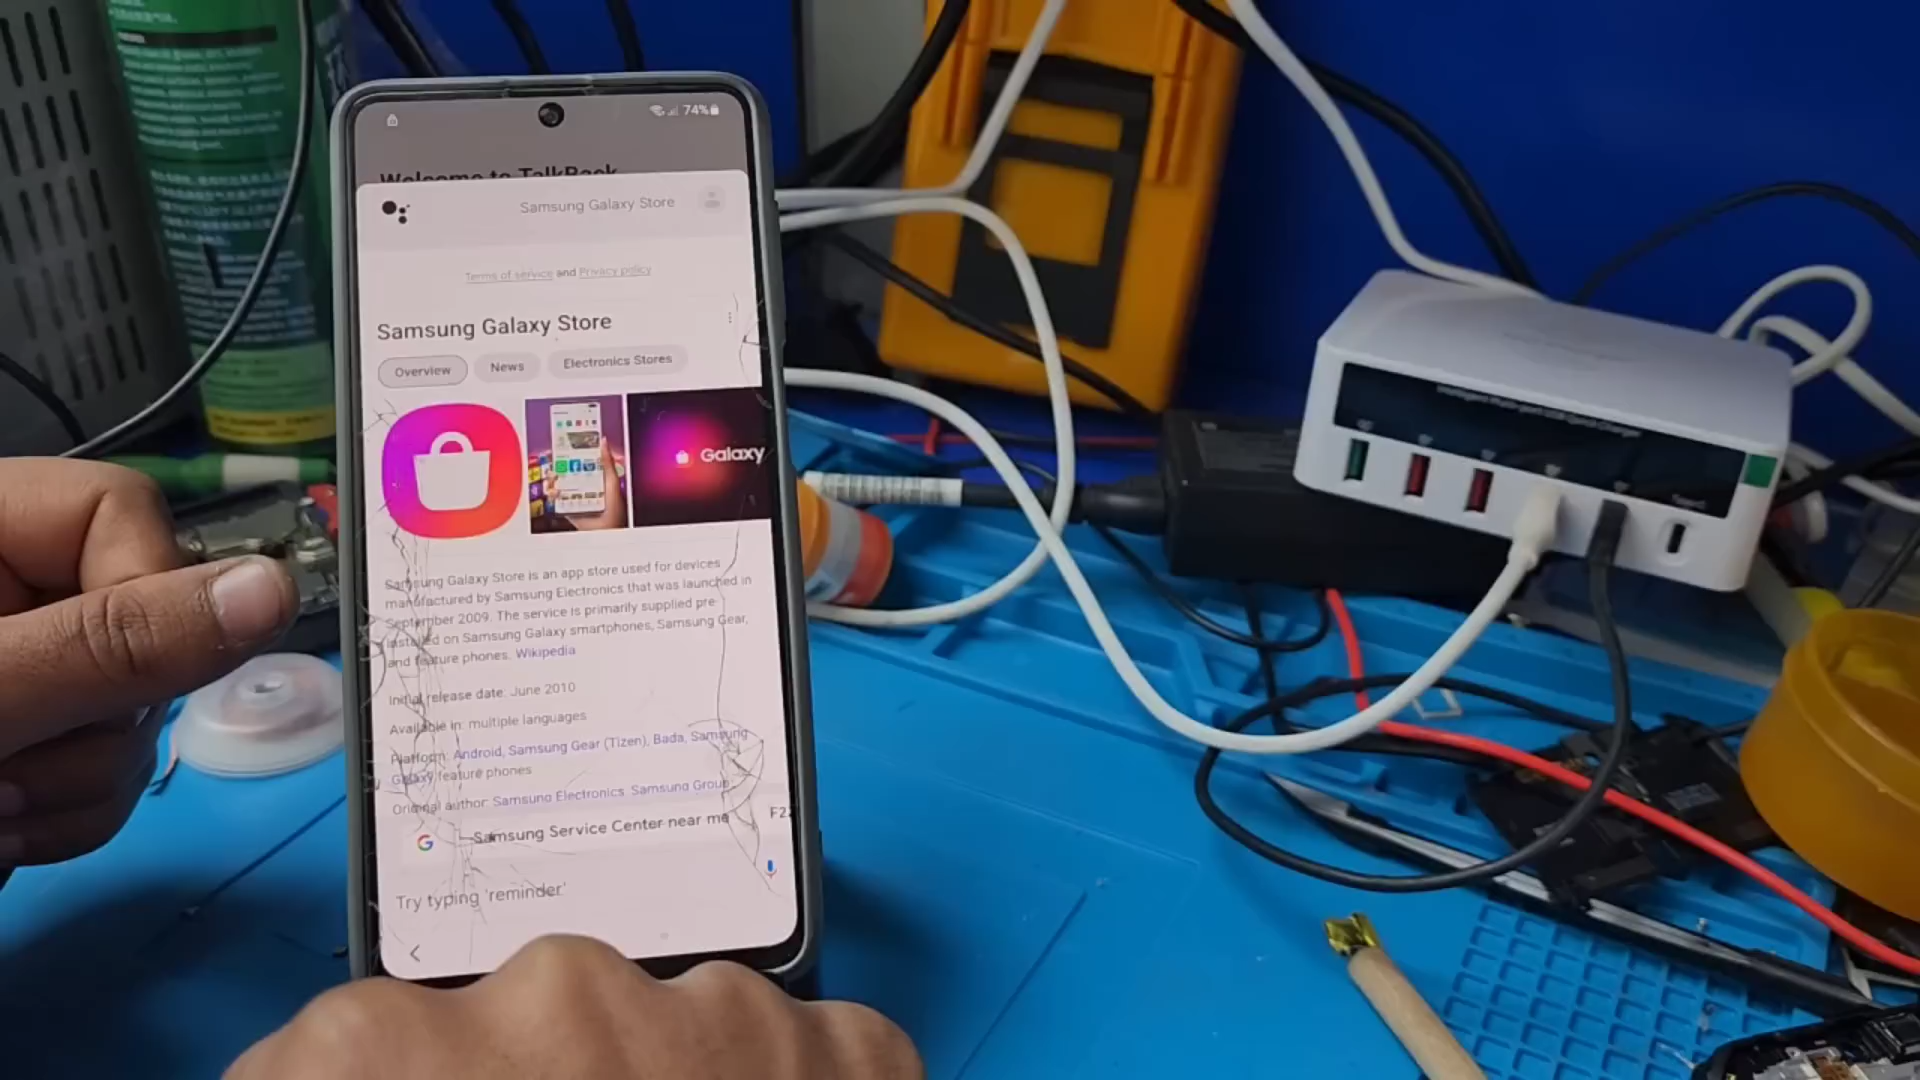 74%
Welcome to TalkBack
Samsung Galaxy Store
Terms of service and Privacy policy
Samsung Galaxy Store
Overview
News
Electronics Stores
Galaxy
Samsung Galaxy Store is an app store used for devices
manufactured by Samsung Electronics that was launched in
September 2009. The service is primarily supplied pre-
installed on Samsung Galaxy smartphones, Samsung Gear,
and feature phones. Wikipedia
Initial release date: June 2010
Available in: multiple languages
Platform: Android, Samsung Gear (Tizen), Bada, Samsung
Galaxy feature phones
Original author: Samsung Electronics, Samsung Group
G
Samsung Service Center near me
F22
Try typing 'reminder'